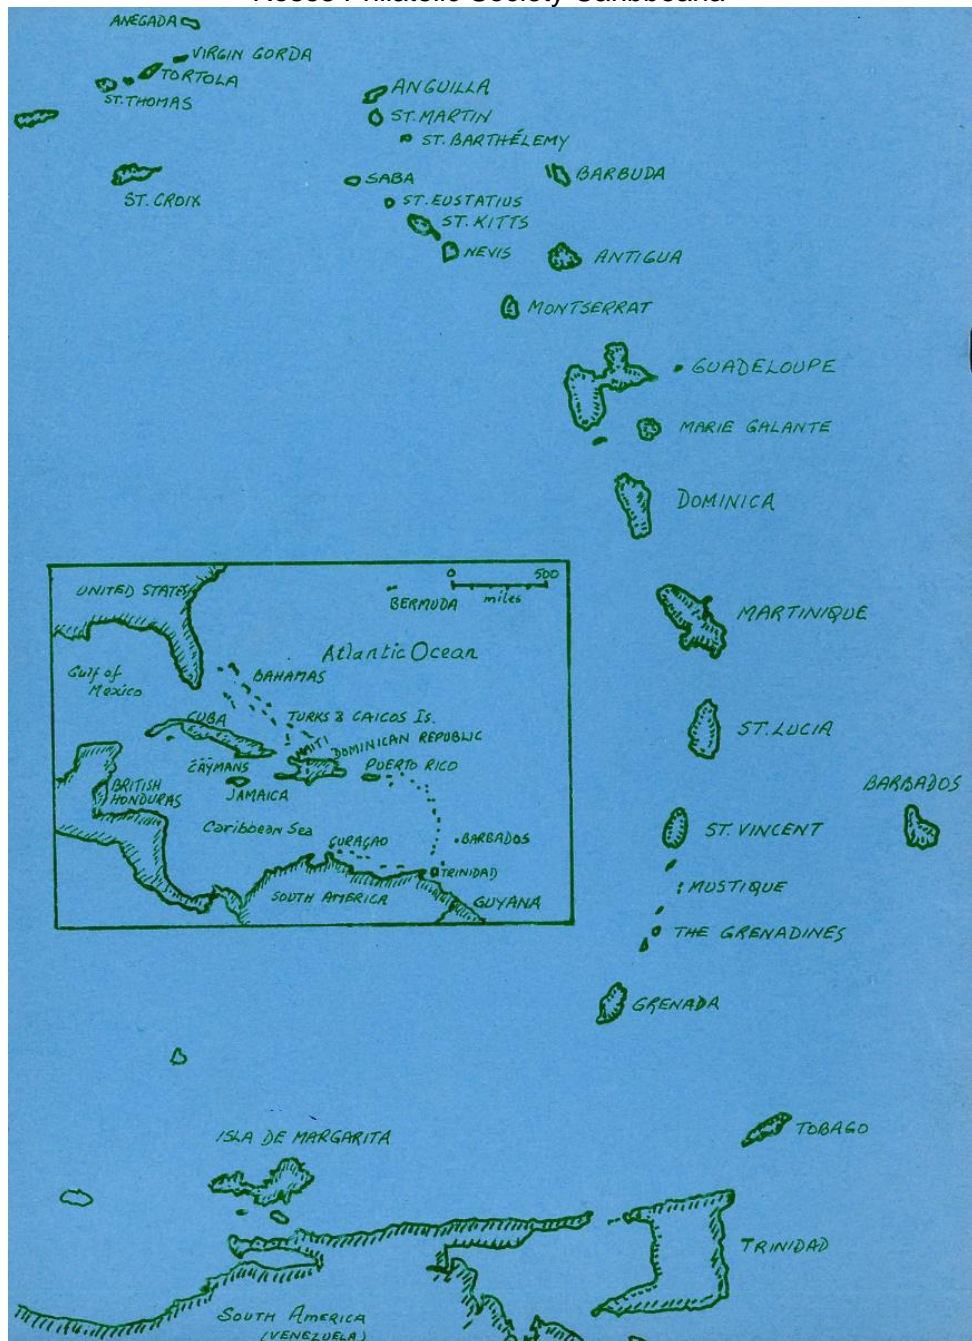 ANEGADA
VIRGIN GORDA
TORTOLA
ST. THOMAS
ANGUILLA
ST. MARTIN
ST. BARTHÉLEMY
ST. CROIX
SABA
BARBUDA
ST. EUSTATIUS
ST. KITTS
NEVIS
ANTIGUA
MONTSERRAT
GUADELOUPE
MARIE GALANTE
DOMINICA
MARTINIQUE
ST. LUCIA
BARBADOS
ST. VINCENT
MUSTIQUE
THE GRENADINES
GRENADA
UNITED STATES
0 500
miles
BERMUDA
Atlantic Ocean
Gulf of
Mexico
BAHAMAS
CUBA
TURKS & CAICOS Is.
HAITI
DOMINICAN REPUBLIC
CAYMANS
PUERTO RICO
JAMAICA
BRITISH
HONDURAS
Caribbean Sea
CURAÇAO
BARBADOS
TRINIDAD
SOUTH AMERICA
GUYANA
TOBAGO
ISLA DE MARGARITA
TRINIDAD
SOUTH AMERICA
(VENEZUELA)